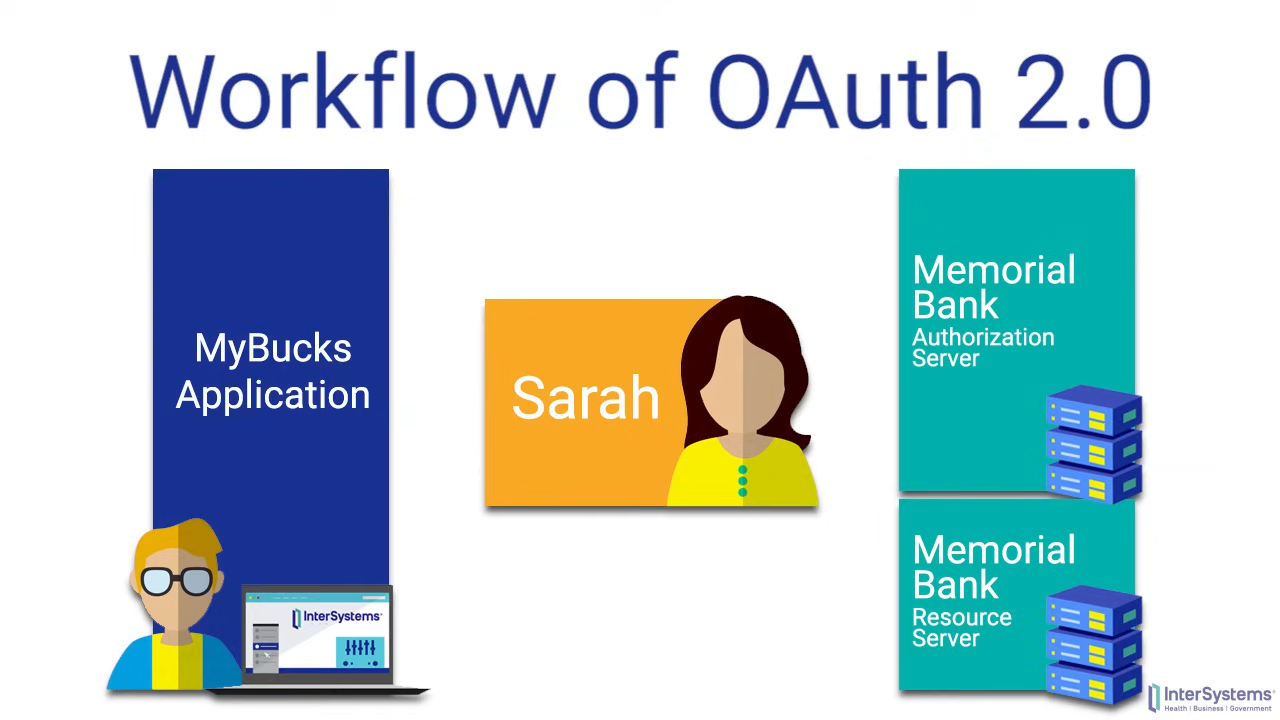 Workflow of OAuth 2.0
MyBucks
Application
Sarah
Memorial
Bank
Authorization
Server
Memorial
Bank
Resource
Server
InterSystems
InterSystems
Health | Business | Government